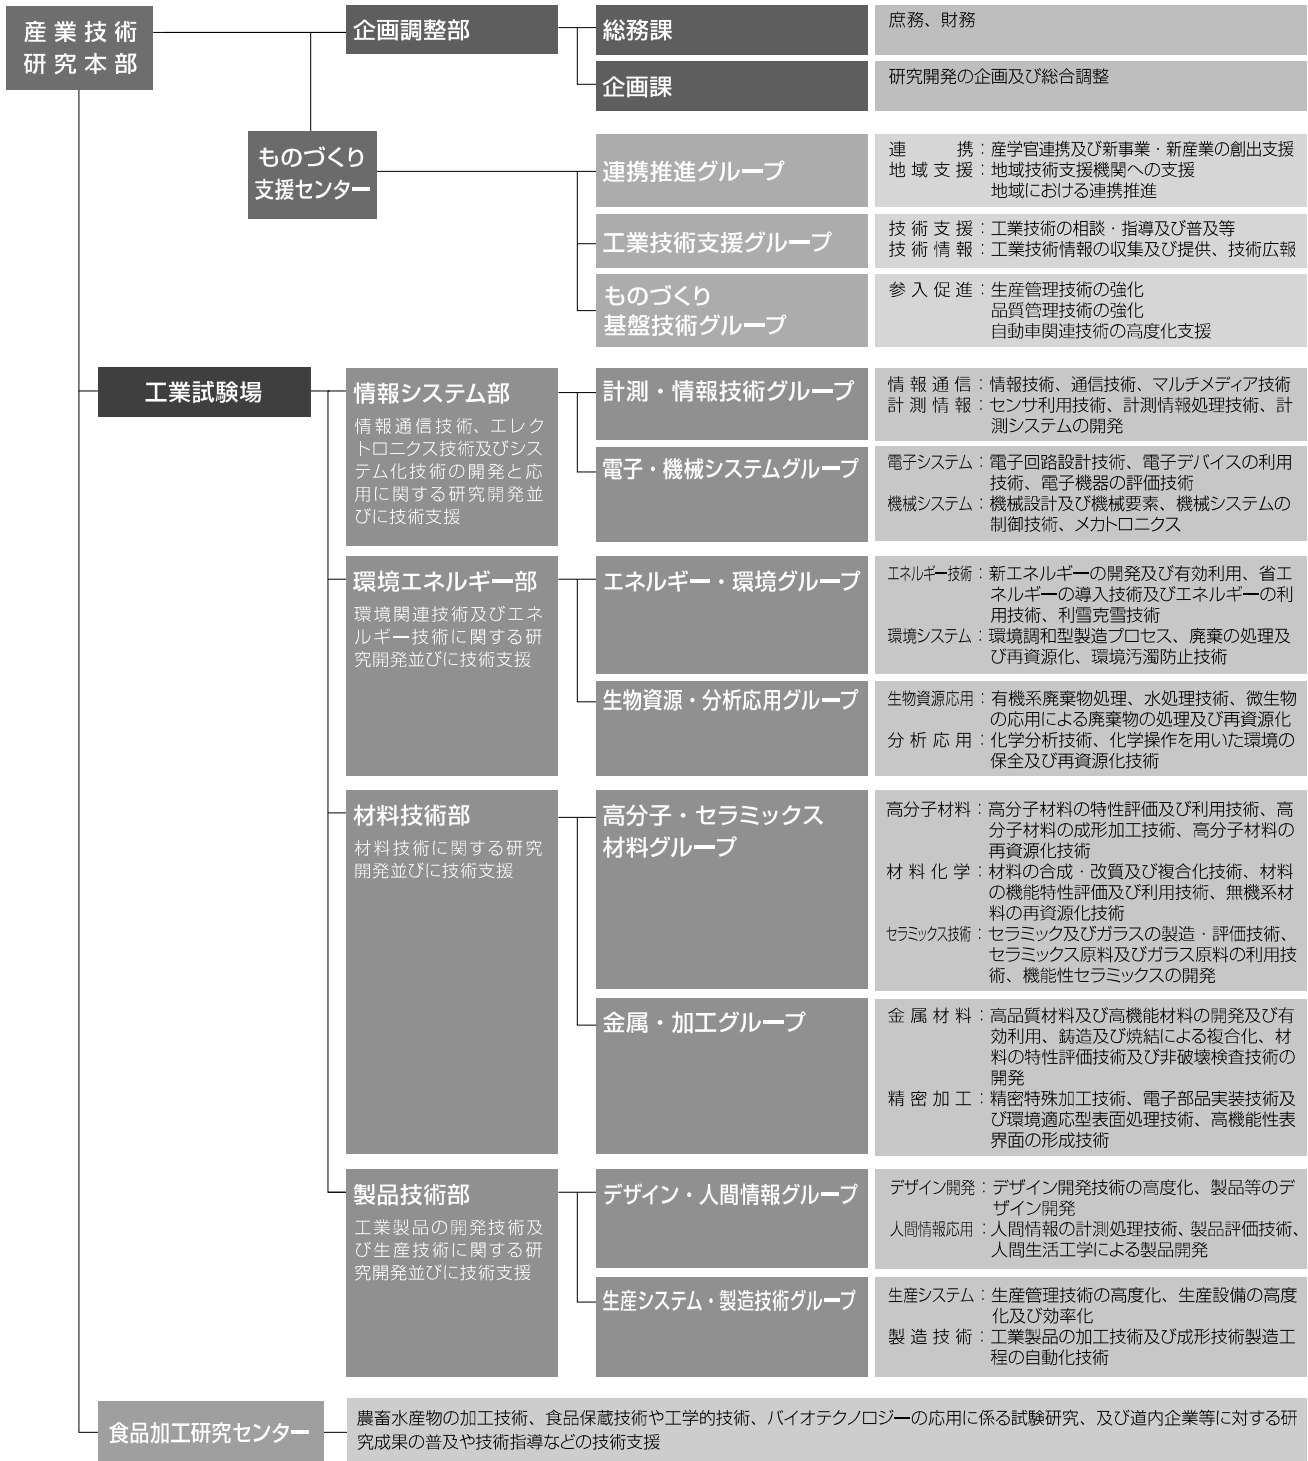 産業技術
研究本部
企画調整部
総務課
庶務、財務
企画課
研究開発の企画及び総合調整
ものづくり
支援センター
連携推進グループ
連携：産学官連携及び新事業・新産業の創出支援
地域支援：地域技術支援機関への支援
地域における連携推進
工業技術支援グループ
技術支援：工業技術の相談・指導及び普及等
技術情報：工業技術情報の収集及び提供、技術広報
ものづくり
基盤技術グループ
参入促進：生産管理技術の強化
品質管理技術の強化
自動車関連技術の高度化支援
工業試験場
情報システム部
情報通信技術、エレク
トロニクス技術及びシス
テム化技術の開発と応
用に関する研究開発並
びに技術支援
計測・情報技術グループ
情報通信：情報技術、通信技術、マルチメディア技術
計測情報：センサ利用技術、計測情報処理技術、計
測システムの開発
電子・機械システムグループ
電子システム：電子回路設計技術、電子デバイスの利用
技術、電子機器の評価技術
機械システム：機械設計及び機械要素、機械システムの
制御技術、メカトロニクス
環境エネルギー部
環境関連技術及びエネ
ルギー技術に関する研
究開発並びに技術支援
エネルギー・環境グループ
エネルギー技術：新エネルギーの開発及び有効利用、省エ
ネルギーの導入技術及びエネルギーの利
用技術、利雪克雪技術
環境システム：環境調和型製造プロセス、廃棄の処理及
び再資源化、環境汚濁防止技術
生物資源・分析応用グループ
生物資源応用：有機系廃棄物処理、水処理技術、微生物
の応用による廃棄物の処理及び再資源化
分析応用：化学分析技術、化学操作を用いた環境の
保全及び再資源化技術
材料技術部
材料技術に関する研究
開発並びに技術支援
高分子・セラミックス
材料グループ
高分子材料：高分子材料の特性評価及び利用技術、高
分子材料の成形加工技術、高分子材料の
再資源化技術
材料化学：材料の合成・改質及び複合化技術、材料
の機能特性評価及び利用技術、無機系材
料の再資源化技術
セラミックス技術：セラミック及びガラスの製造・評価技術、
セラミックス原料及びガラス原料の利用技
術、機能性セラミックスの開発
金属・加工グループ
金属材料：高品質材料及び高機能材料の開発及び有
効利用、鋳造及び焼結による複合化、材
料の特性評価技術及び非破壊検査技術の
開発
精密加工：精密特殊加工技術、電子部品実装技術及
び環境適応型表面処理技術、高機能性表
界面の形成技術
製品技術部
工業製品の開発技術及
び生産技術に関する研
究開発並びに技術支援
デザイン・人間情報グループ
デザイン開発：デザイン開発技術の高度化、製品等のデ
ザイン開発
人間情報応用：人間情報の計測処理技術、製品評価技術、
人間生活工学による製品開発
生産システム・製造技術グループ
生産システム：生産管理技術の高度化、生産設備の高度
化及び効率化
製造技術：工業製品の加工技術及び成形技術製造工
程の自動化技術
食品加工研究センター
農畜水産物の加工技術、食品保蔵技術や工学的技術、バイオテクノロジーの応用に係る試験研究、及び道内企業等に対する研
究成果の普及や技術指導などの技術支援